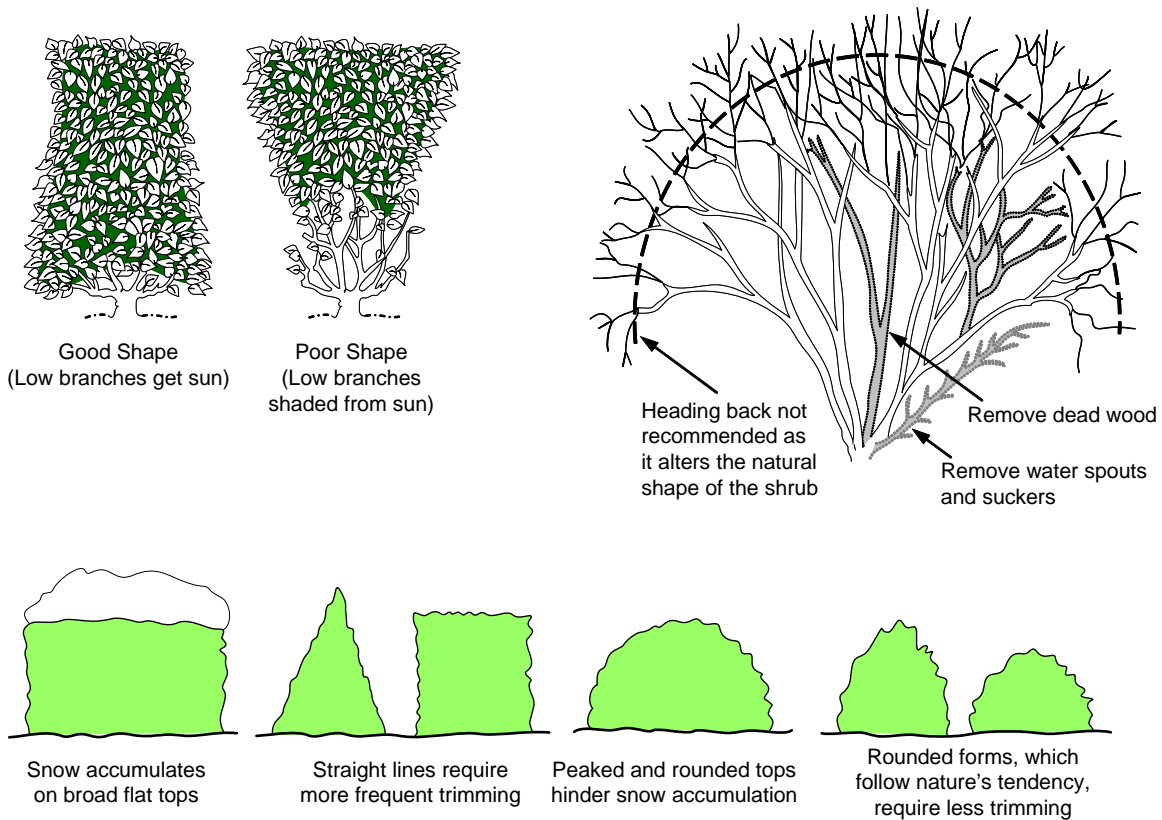 Good Shape
(Low branches get sun)
Poor Shape
(Low branches
shaded from sun)
Heading back not
recommended as
it alters the natural
shape of the shrub
Remove dead wood
Remove water spouts
and suckers
Snow accumulates
on broad flat tops
Straight lines require
more frequent trimming
Peaked and rounded tops
hinder snow accumulation
Rounded forms, which
follow nature’s tendency,
require less trimming